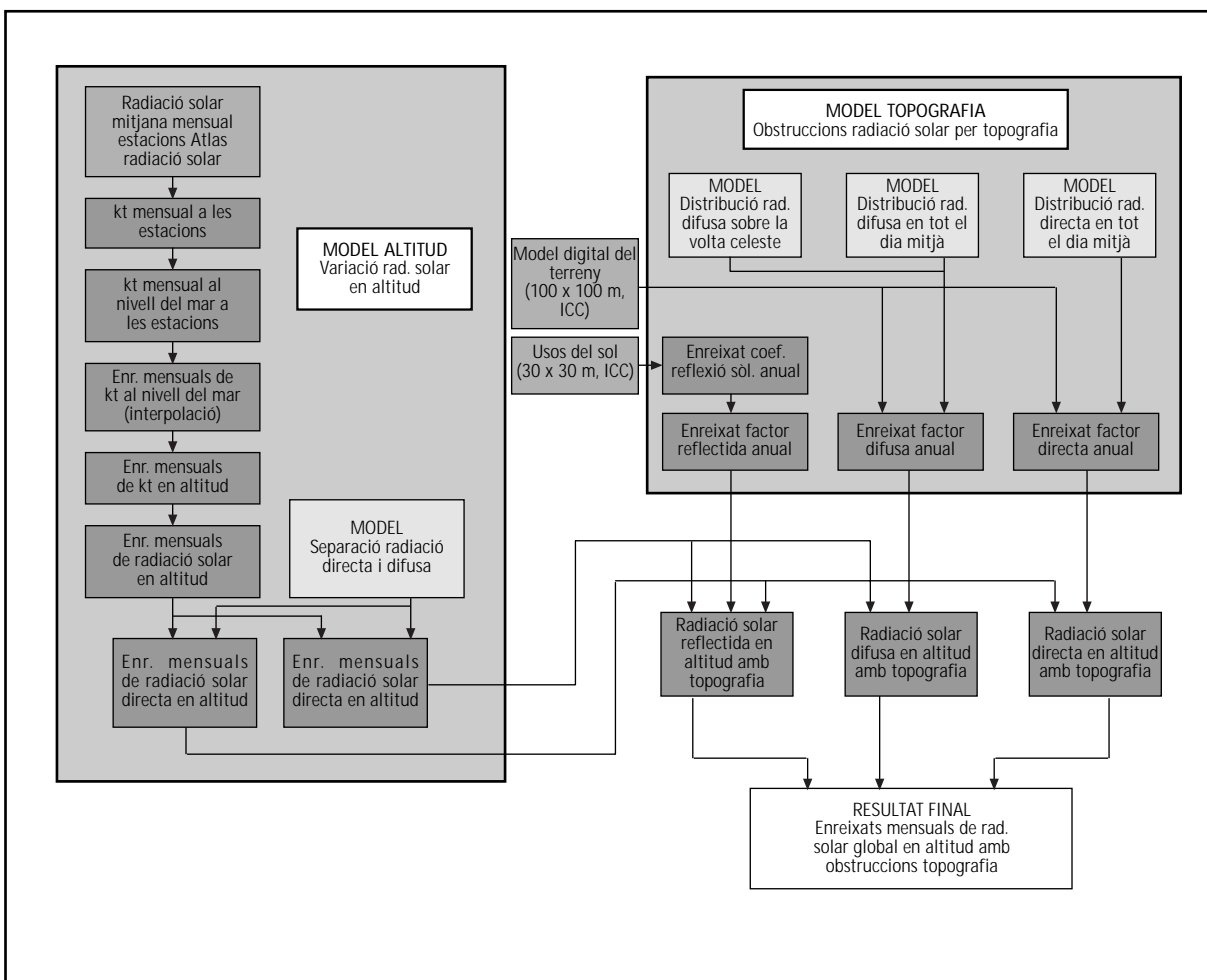 Radiació solar
mitjana mensual
estacions Atlas
radiació solar
kt mensual a les
estacions
kt mensual al
nivell del mar a
les estacions
Enr. mensuals de
kt al nivell del mar
(interpolació)
Enr. mensuals
de kt en altitud
Enr. mensuals
de radiació solar
en altitud
MODEL ALTITUD
Variació rad. solar
en altitud
MODEL
Separació radiació
directa i difusa
Enr. mensuals
de radiació solar
directa en altitud
Enr. mensuals
de radiació solar
directa en altitud
Model digital del
terreny
(100 x 100 m,
ICC)
Usos del sol
(30 x 30 m, ICC)
MODEL TOPOGRAFIA
Obstruccions radiació solar per topografia
MODEL
Distribució rad.
difusa sobre la
volta celeste
MODEL
Distribució rad.
difusa en tot el
dia mitjà
MODEL
Distribució rad.
directa en tot
el dia mitjà
Enreixat coef.
reflexió sòl. anual
Enreixat factor
reflectida anual
Enreixat factor
difusa anual
Enreixat factor
directa anual
Radiació solar
reflectida en
altitud amb
topografia
Radiació solar
difusa en altitud
amb topografia
Radiació solar
directa en altitud
amb topografia
RESULTAT FINAL
Enreixats mensuals de rad.
solar global en altitud amb
obstruccions topografia